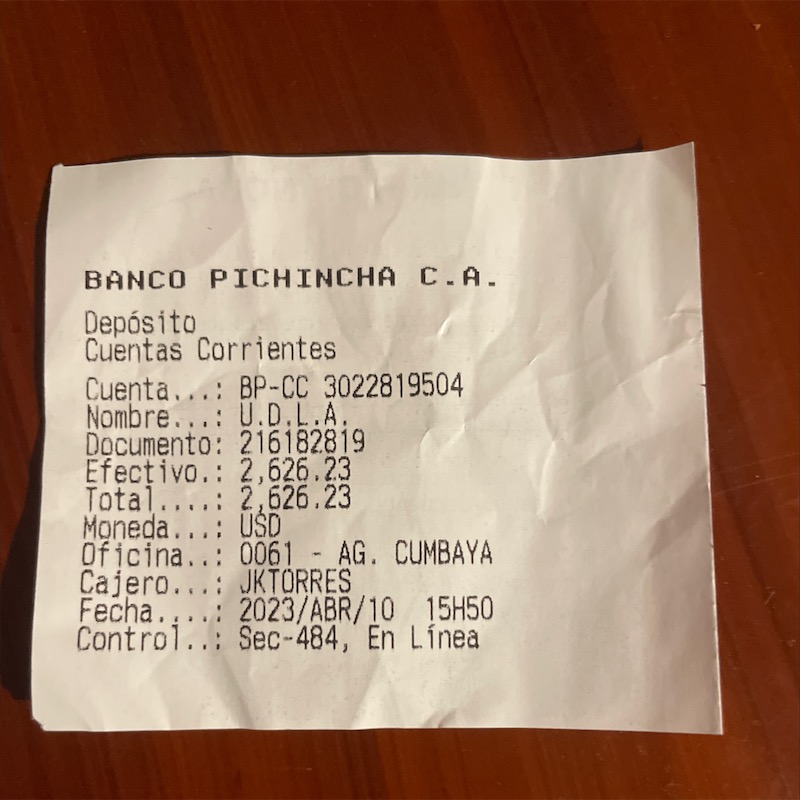 BANCO PICHINCHA C.A.
Depósito
Cuentas Corrientes
Cuenta...: BP-CC 3022819504
Nombre...: U.D.L.A.
Documento: 216182819
Efectivo.: 2,626.23
Total....: 2,626.23
Moneda...: USD
Oficina..: 0061 - AG. CUMBAYA
Cajero...: JKTORRES
Fecha....: 2023/ABR/10  15H50
Control..: Sec-484, En Línea